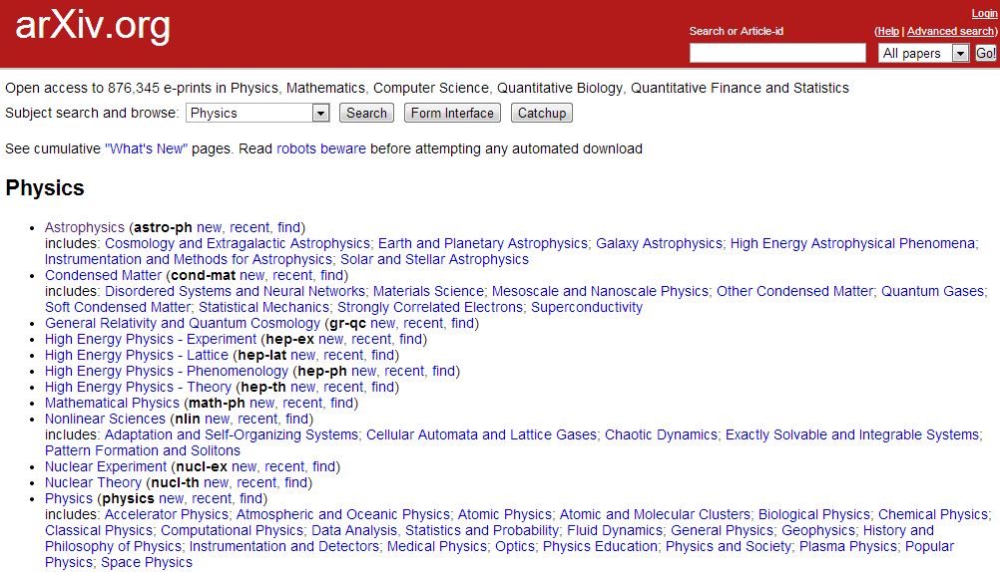 arXiv.org
Login
Search or Article-id
(Help | Advanced search)
All papers
Go!
Open access to 876,345 e-prints in Physics, Mathematics, Computer Science, Quantitative Biology, Quantitative Finance and Statistics
Subject search and browse: Physics Search Form Interface Catchup
See cumulative "What's New" pages. Read robots beware before attempting any automated download
Physics
• Astrophysics (astro-ph new, recent, find)
includes: Cosmology and Extragalactic Astrophysics; Earth and Planetary Astrophysics; Galaxy Astrophysics; High Energy Astrophysical Phenomena;
Instrumentation and Methods for Astrophysics; Solar and Stellar Astrophysics
• Condensed Matter (cond-mat new, recent, find)
includes: Disordered Systems and Neural Networks; Materials Science; Mesoscale and Nanoscale Physics; Other Condensed Matter; Quantum Gases;
Soft Condensed Matter; Statistical Mechanics; Strongly Correlated Electrons; Superconductivity
• General Relativity and Quantum Cosmology (gr-qc new, recent, find)
• High Energy Physics - Experiment (hep-ex new, recent, find)
• High Energy Physics - Lattice (hep-lat new, recent, find)
• High Energy Physics - Phenomenology (hep-ph new, recent, find)
• High Energy Physics - Theory (hep-th new, recent, find)
• Mathematical Physics (math-ph new, recent, find)
• Nonlinear Sciences (nlin new, recent, find)
includes: Adaptation and Self-Organizing Systems; Cellular Automata and Lattice Gases; Chaotic Dynamics; Exactly Solvable and Integrable Systems;
Pattern Formation and Solitons
• Nuclear Experiment (nucl-ex new, recent, find)
• Nuclear Theory (nucl-th new, recent, find)
• Physics (physics new, recent, find)
includes: Accelerator Physics; Atmospheric and Oceanic Physics; Atomic Physics; Atomic and Molecular Clusters; Biological Physics; Chemical Physics;
Classical Physics; Computational Physics; Data Analysis, Statistics and Probability; Fluid Dynamics; General Physics; Geophysics; History and
Philosophy of Physics; Instrumentation and Detectors; Medical Physics; Optics; Physics Education; Physics and Society; Plasma Physics; Popular
Physics; Space Physics